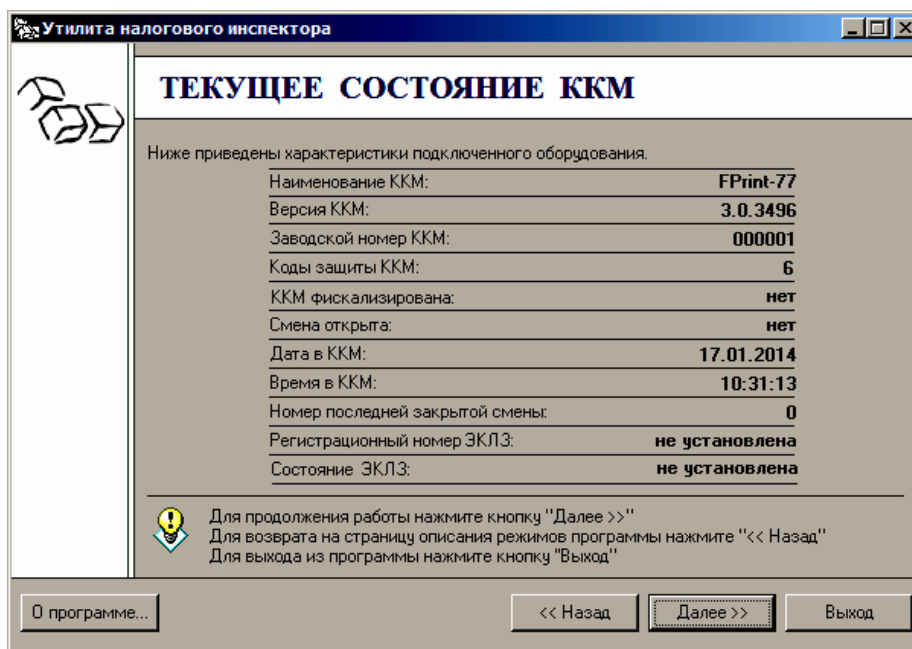 Утилита налогового инспектора
ТЕКУЩЕЕ СОСТОЯНИЕ ККМ
Ниже приведены характеристики подключенного оборудования.
Наименование ККМ: FPrint-77
Версия ККМ: 3.0.3496
Заводской номер ККМ: 000001
Коды защиты ККМ: 6
ККМ фискализирована: нет
Смена открыта: нет
Дата в ККМ: 17.01.2014
Время в ККМ: 10:31:13
Номер последней закрытой смены: 0
Регистрационный номер ЭКЛЗ: не установлена
Состояние ЭКЛЗ: не установлена
Для продолжения работы нажмите кнопку "Далее >>"
Для возврата на страницу описания режимов программы нажмите "<< Назад"
Для выхода из программы нажмите кнопку "Выход"
О программе... << Назад Далее >> Выход